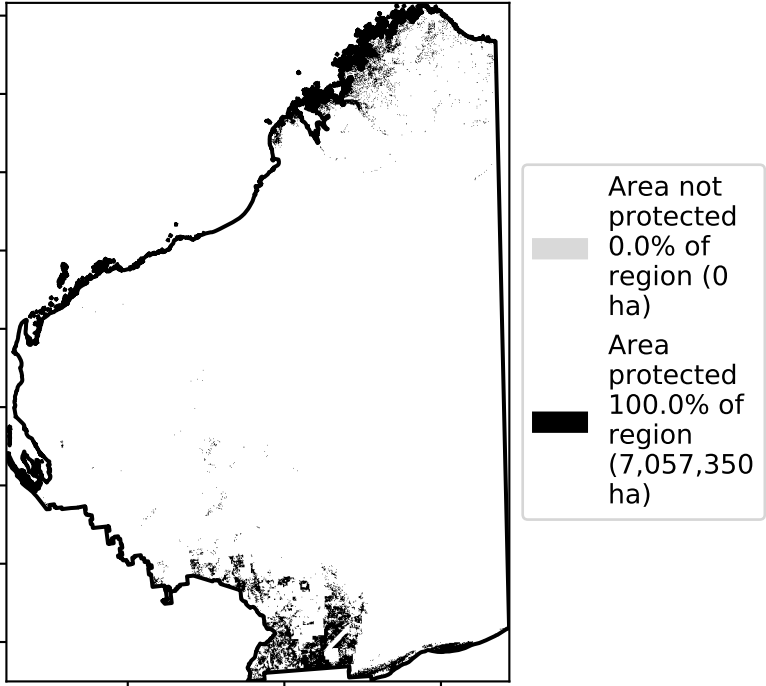 Area not
protected
0.0% of
region (0
ha)
Area
protected
100.0% of
region
(7,057,350
ha)